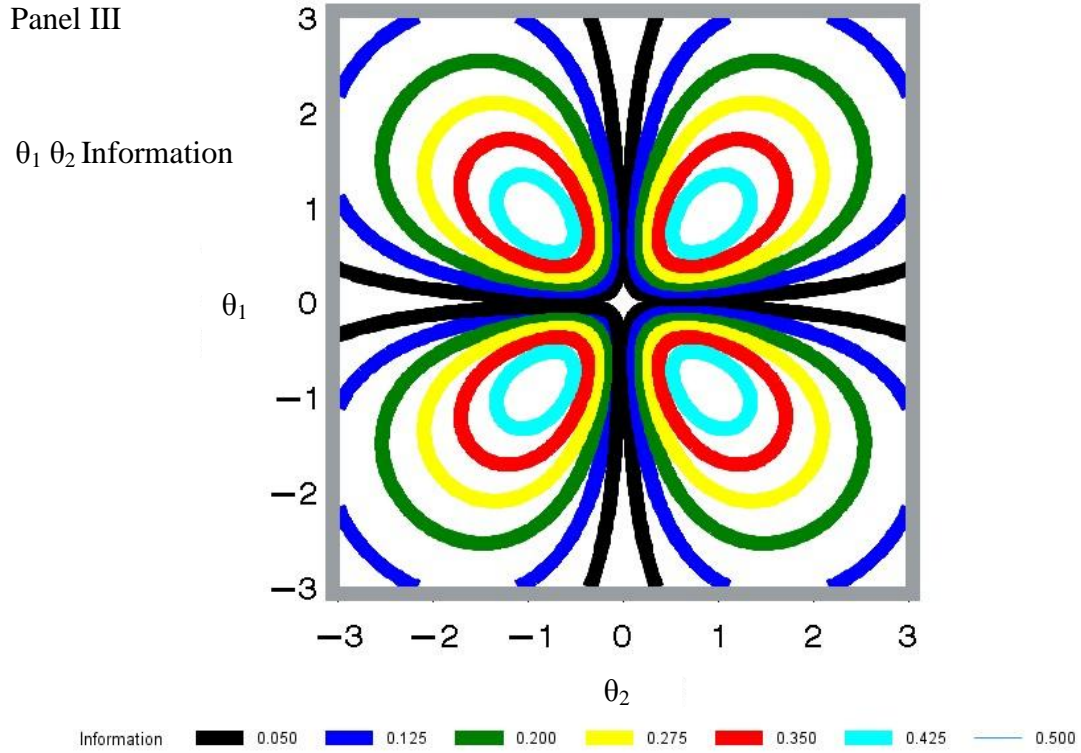 Panel III
θ1 θ2 Information
3
2
1
θ1
0
−1
−2
−3
−3 −2 −1 0 1 2 3
θ2
Information 0.050 0.125 0.200 0.275 0.350 0.425 0.500